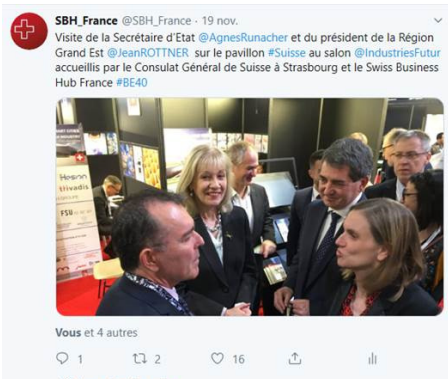 SBH_France @SBH_France · 19 nov.
Visite de la Secrétaire d'Etat @AgnesRunacher et du président de la Région
Grand Est @JeanROTTNER sur le pavillon #Suisse au salon @IndustriesFutur
accueillis par le Consulat Général de Suisse à Strasbourg et le Swiss Business
Hub France #BE40
trivadis
FSU
Vous et 4 autres
1 2 16